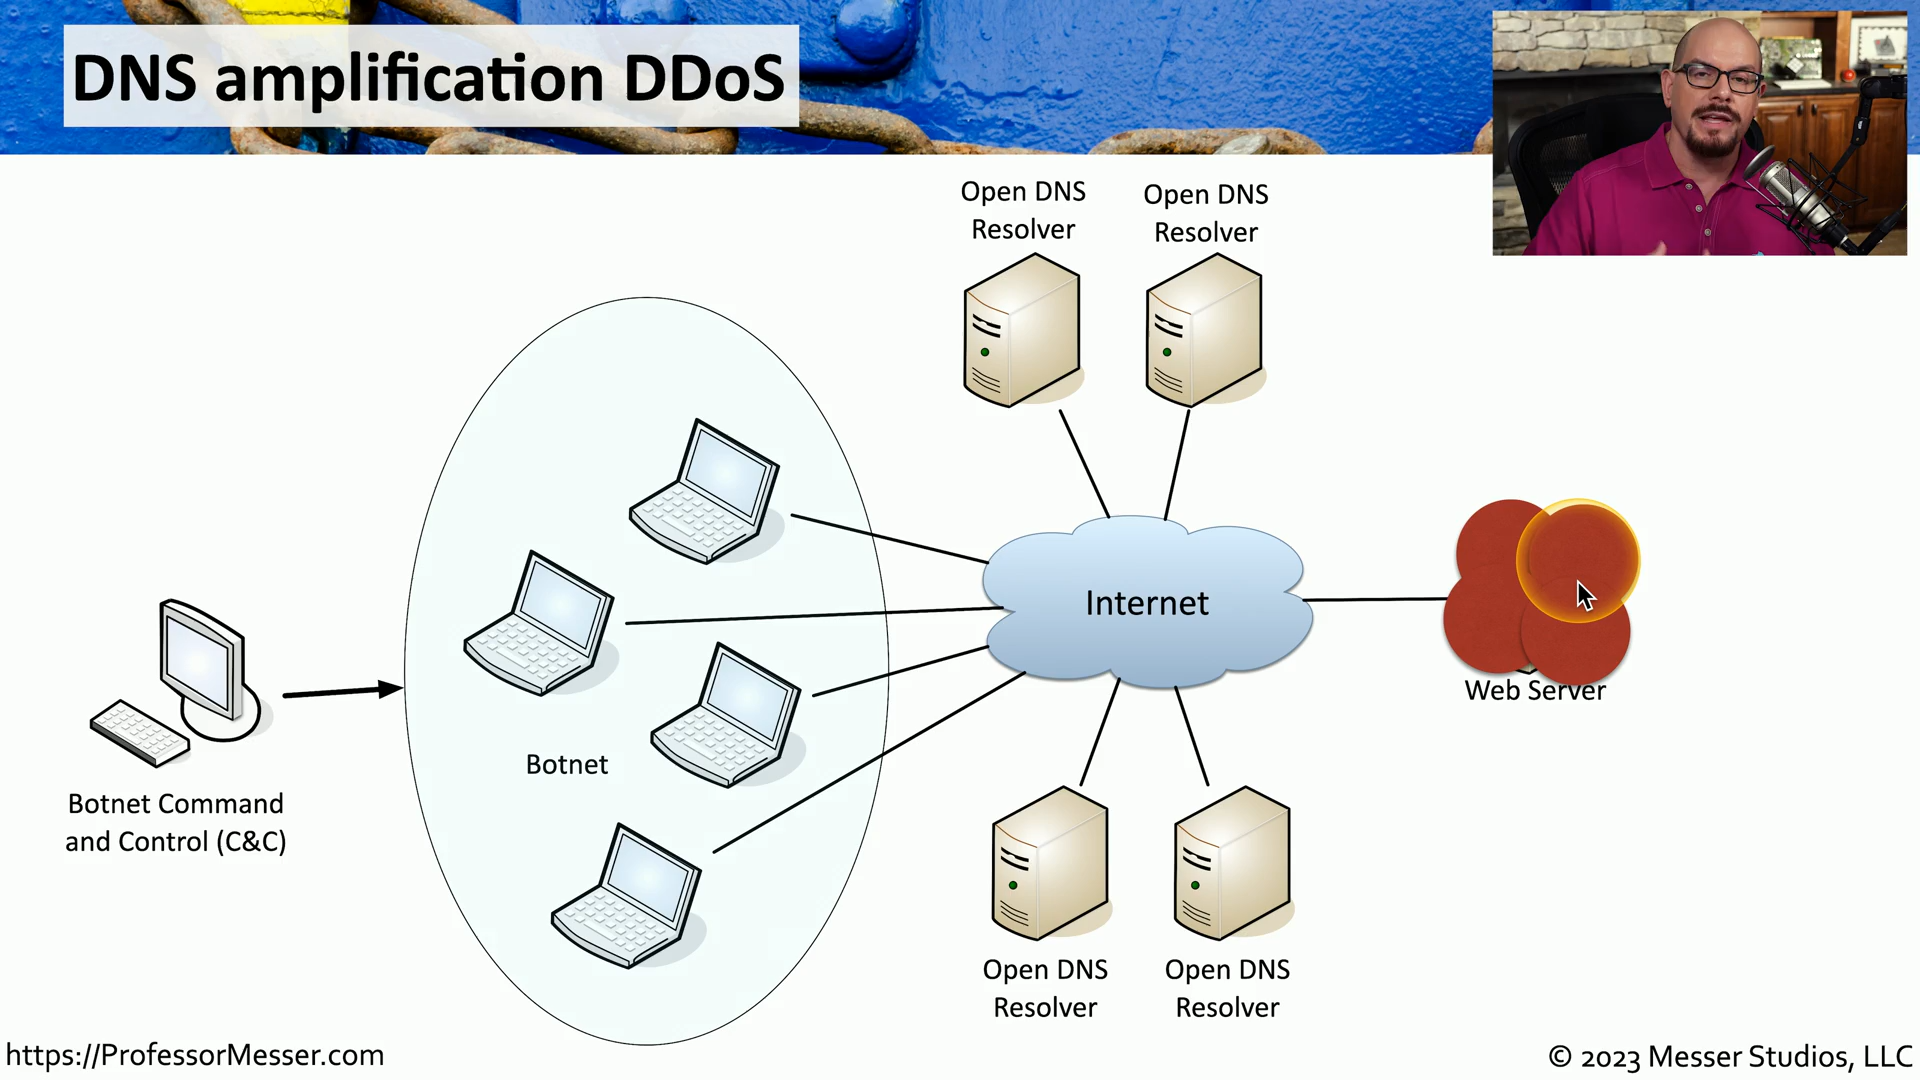 DNS amplification DDoS
Open DNS
Resolver
Open DNS
Resolver
Internet
Web Server
Botnet
Botnet Command
and Control (C&C)
Open DNS
Resolver
Open DNS
Resolver
https://ProfessorMesser.com
© 2023 Messer Studios, LLC